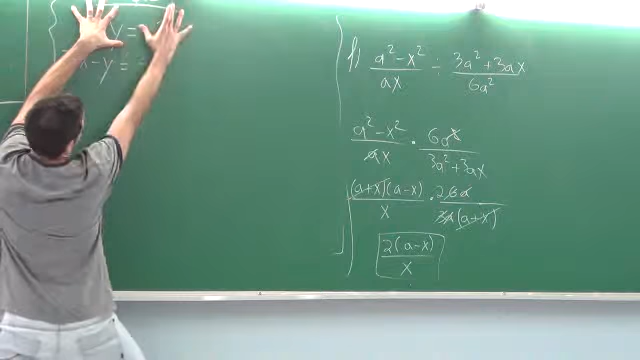 y =
x - y =
f) (a² - x²)/(ax) ÷ (3a² + 3ax)/(6a²)
(a² - x²)/(ax) · (6a²)/(3a² + 3ax)
((a+x)(a-x))/x · (2 6a)/(3a(a+x))
(2(a-x))/x